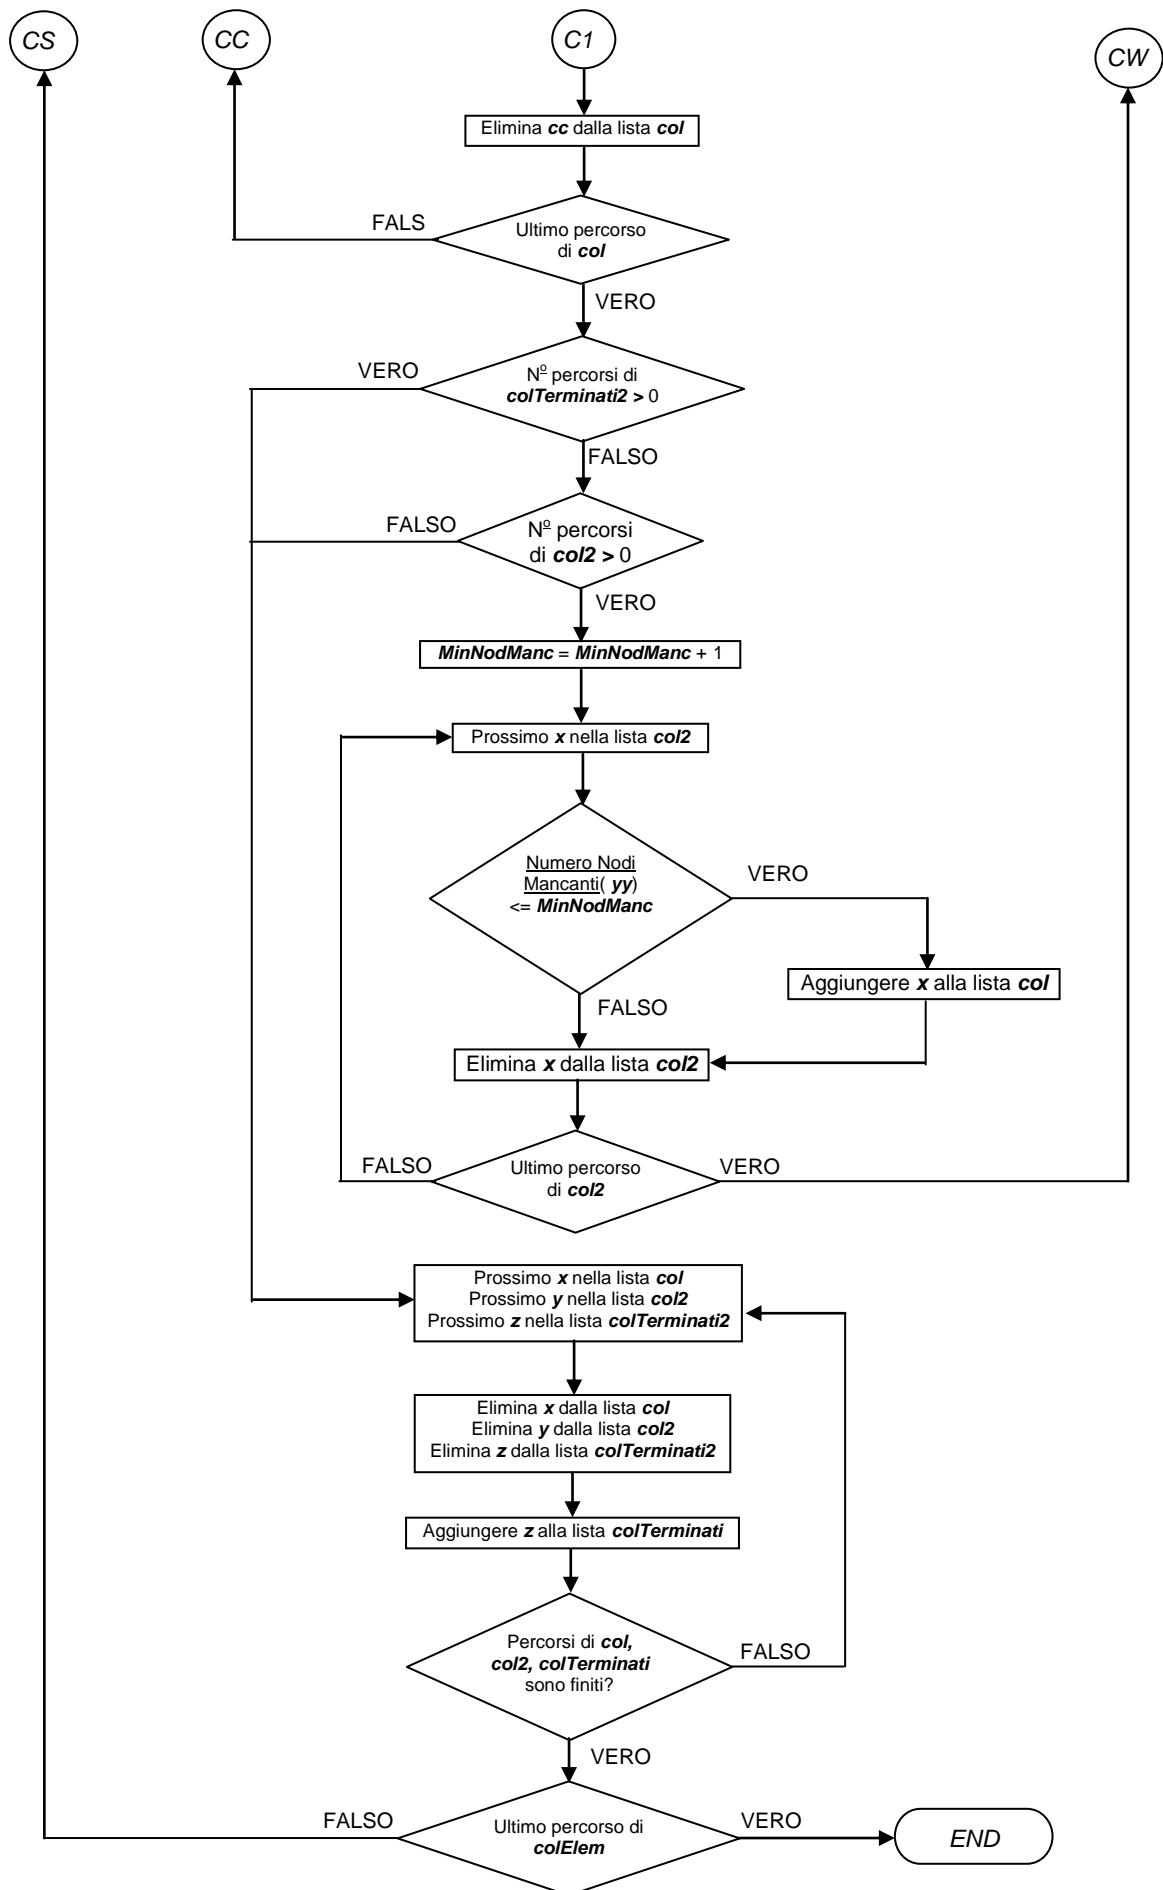 CS
CC
C1
CW
Elimina cc dalla lista col
FALS
Ultimo percorso
di col
VERO
VERO
Nº percorsi di
colTerminati2 > 0
FALSO
FALSO
Nº percorsi
di col2 > 0
VERO
MinNodManc = MinNodManc + 1
Prossimo x nella lista col2
Numero Nodi
Mancanti( yy)
<= MinNodManc
VERO
Aggiungere x alla lista col
FALSO
Elimina x dalla lista col2
FALSO
Ultimo percorso
di col2
VERO
Prossimo x nella lista col
Prossimo y nella lista col2
Prossimo z nella lista colTerminati2
Elimina x dalla lista col
Elimina y dalla lista col2
Elimina z dalla lista colTerminati2
Aggiungere z alla lista colTerminati
Percorsi di col,
col2, colTerminati
sono finiti?
FALSO
VERO
FALSO
Ultimo percorso di
colElem
VERO
END